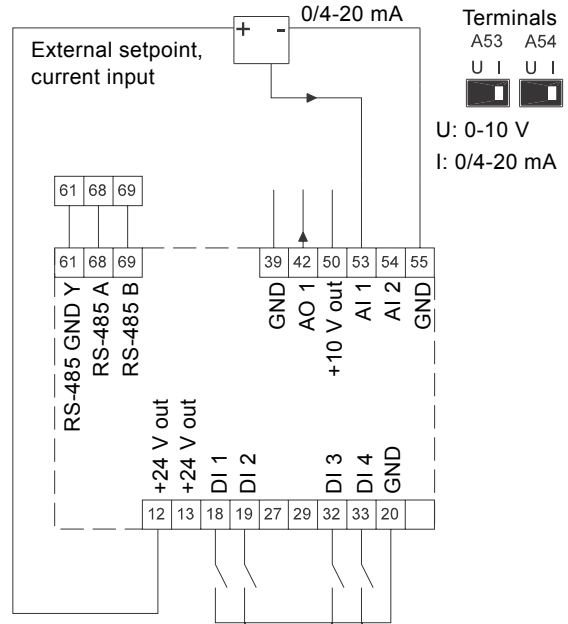 0/4-20 mA
+ -
External setpoint,
current input
Terminals
A53 A54
U I U I
U: 0-10 V
I: 0/4-20 mA
61 68 69
61 68 69
39 42 50 53 54 55
RS-485 GND Y
RS-485 A
RS-485 B
GND
AO 1
+10 V out
AI 1
AI 2
GND
+24 V out
+24 V out
DI 1
DI 2
DI 3
DI 4
GND
12 13 18 19 27 29 32 33 20